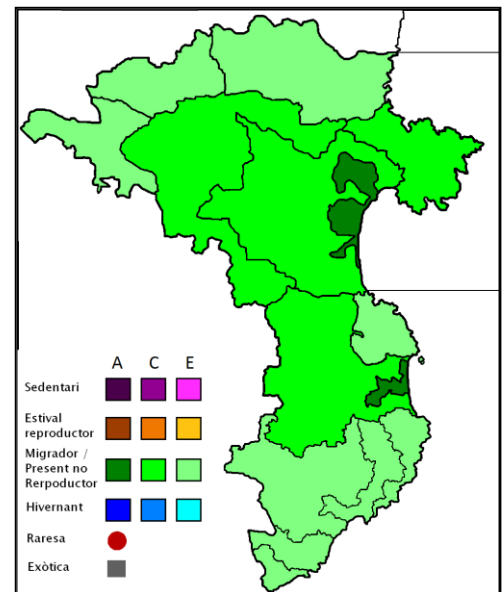 A C E
Sedentari
Estival
reproductor
Migrador /
Present no
Rerpoductor
Hivernant
Raresa
Exòtica